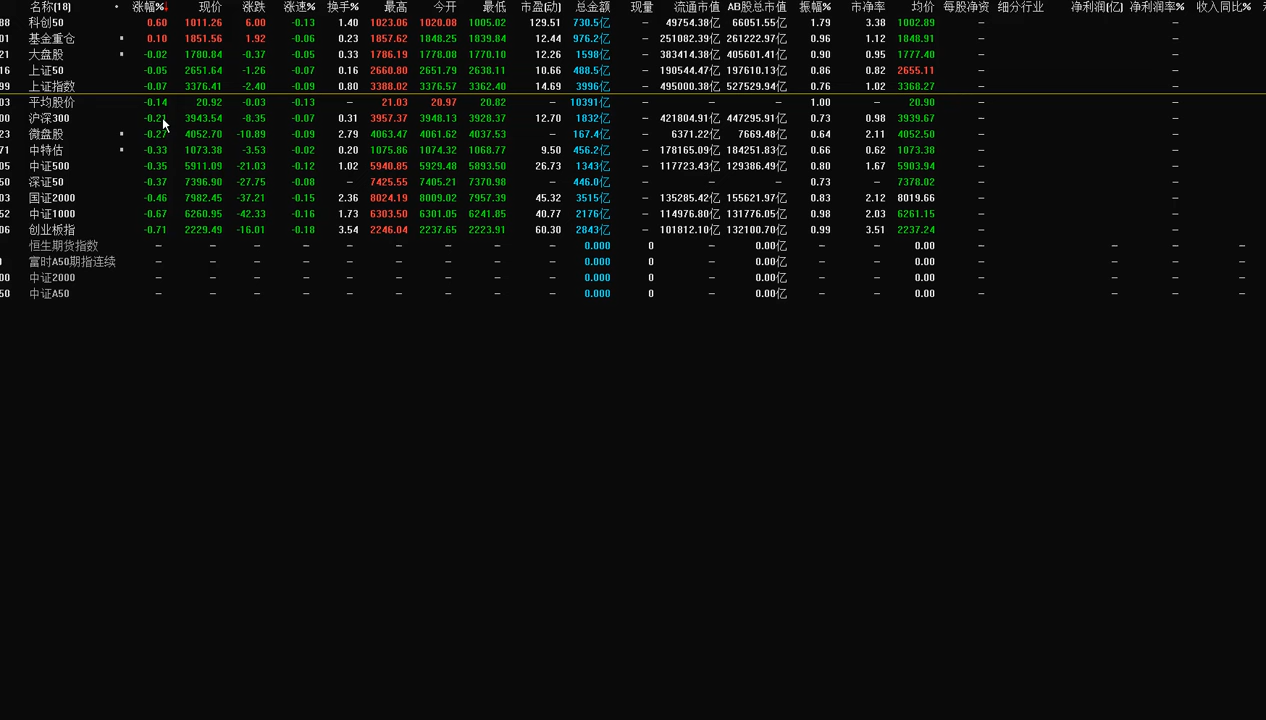 名称(18) 涨幅%↓ 现价 涨跌 涨速% 换手% 最高 今开 最低 市盈(动) 总金额 现量 流通市值 AB股总市值 振幅% 市净率 均价 每股净资 细分行业 净利润(亿) 净利润率% 收入同比%
88 科创50 0.60 1011.26 6.00 -0.13 1.40 1023.06 1020.08 1005.02 129.51 730.5亿 — 49754.38亿 66051.55亿 1.79 3.38 1002.89 — —
01 基金重仓 0.10 1851.56 1.92 -0.06 0.23 1857.62 1848.25 1839.84 12.44 976.2亿 — 251082.39亿 261222.97亿 0.96 1.12 1848.91 — —
21 大盘股 -0.02 1780.84 -0.37 -0.05 0.33 1786.19 1778.08 1770.18 12.26 1598亿 — 383414.38亿 405601.41亿 0.90 0.95 1777.40 — —
16 上证50 -0.05 2651.64 -1.26 -0.07 0.16 2660.80 2651.79 2638.11 10.66 488.5亿 — 190544.47亿 197610.13亿 0.86 0.82 2655.11 — —
99 上证指数 -0.07 3376.41 -2.40 -0.09 0.80 3388.02 3376.57 3362.40 14.69 3996亿 — 495000.38亿 527529.94亿 0.76 1.02 3368.27 — —
03 平均股价 -0.14 20.92 -0.03 -0.13 — 21.03 20.97 20.82 — 10391亿 — — — 1.00 — 20.90 — —
00 沪深300 -0.21 3943.54 -8.35 -0.07 0.31 3957.37 3948.13 3928.37 12.70 1832亿 — 421804.91亿 447295.91亿 0.73 0.98 3939.67 — —
23 微盘股 -0.27 4052.70 -10.89 -0.09 2.79 4063.47 4061.62 4037.53 — 167.4亿 — 6371.22亿 7669.48亿 0.64 2.11 4052.50 — —
71 中特估 -0.33 1073.38 -3.53 -0.02 0.20 1075.86 1074.32 1068.77 9.50 456.2亿 — 178165.09亿 184251.83亿 0.66 0.62 1073.38 — —
05 中证500 -0.35 5911.09 -21.03 -0.12 1.02 5940.85 5929.48 5893.50 26.73 1343亿 — 117723.43亿 129386.49亿 0.80 1.67 5903.94 — —
50 深证50 -0.37 7396.90 -27.75 -0.08 — 7425.55 7405.21 7370.98 — 446.0亿 — — — 0.73 — 7378.02 — —
03 国证2000 -0.46 7982.45 -37.21 -0.15 2.36 8024.19 8009.02 7957.39 45.32 3515亿 — 135285.42亿 155621.97亿 0.83 2.12 8019.66 — —
52 中证1000 -0.67 6260.95 -42.33 -0.16 1.73 6303.50 6301.05 6241.85 40.77 2176亿 — 114976.80亿 131776.05亿 0.98 2.03 6261.15 — —
06 创业板指 -0.71 2229.49 -16.01 -0.18 3.54 2246.04 2237.65 2223.91 60.30 2843亿 — 101812.10亿 132100.70亿 0.99 3.51 2237.24 — —
恒生期货指数 — — — — — — — — — 0.000 0 — 0.00亿 — — 0.00 — — — —
富时A50期指连续 — — — — — — — — — 0.000 0 — 0.00亿 — — 0.00 — — — —
00 中证2000 — — — — — — — — — 0.000 0 — 0.00亿 — — 0.00 — — — —
50 中证A50 — — — — — — — — — 0.000 0 — 0.00亿 — — 0.00 — — — —